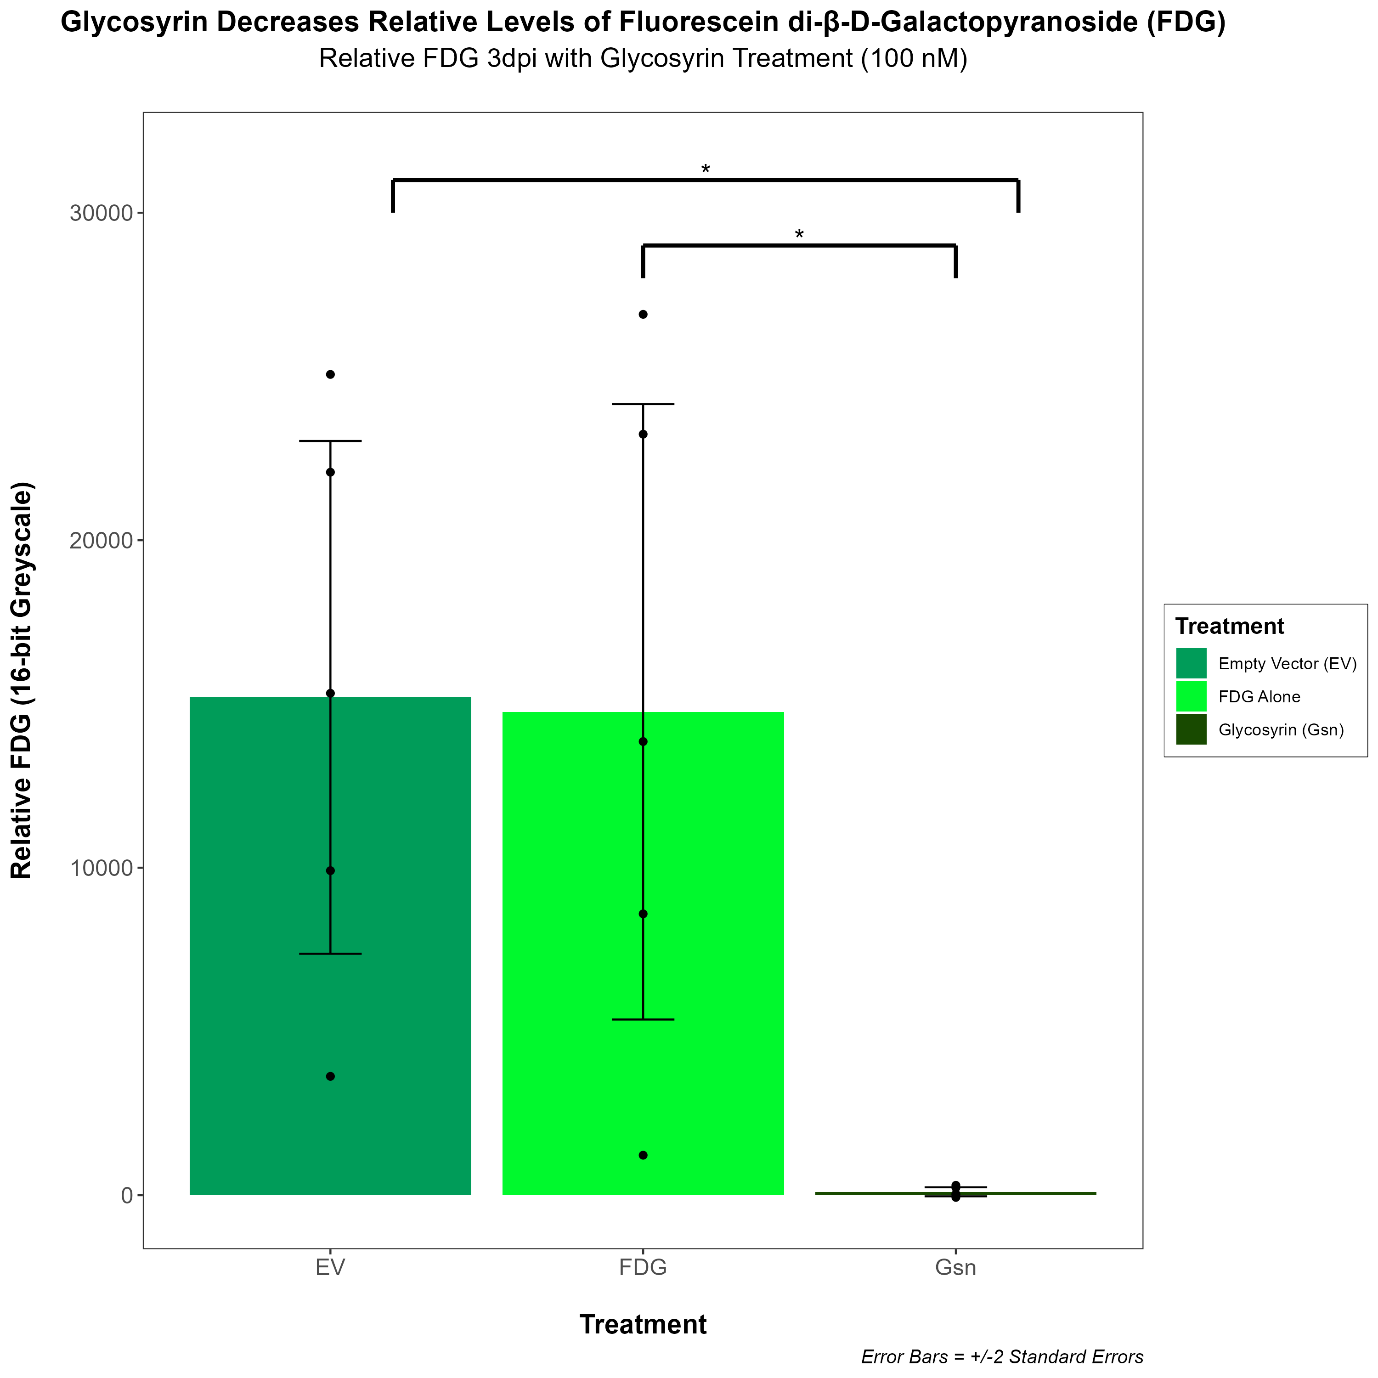 Glycosyrin Decreases Relative Levels of Fluorescein di-β-D-Galactopyranoside (FDG)
Relative FDG 3dpi with Glycosyrin Treatment (100 nM)
*
30000
*
20000
10000
0
Relative FDG (16-bit Greyscale)
EV FDG Gsn
Treatment
Error Bars = +/-2 Standard Errors
Treatment
Empty Vector (EV)
FDG Alone
Glycosyrin (Gsn)